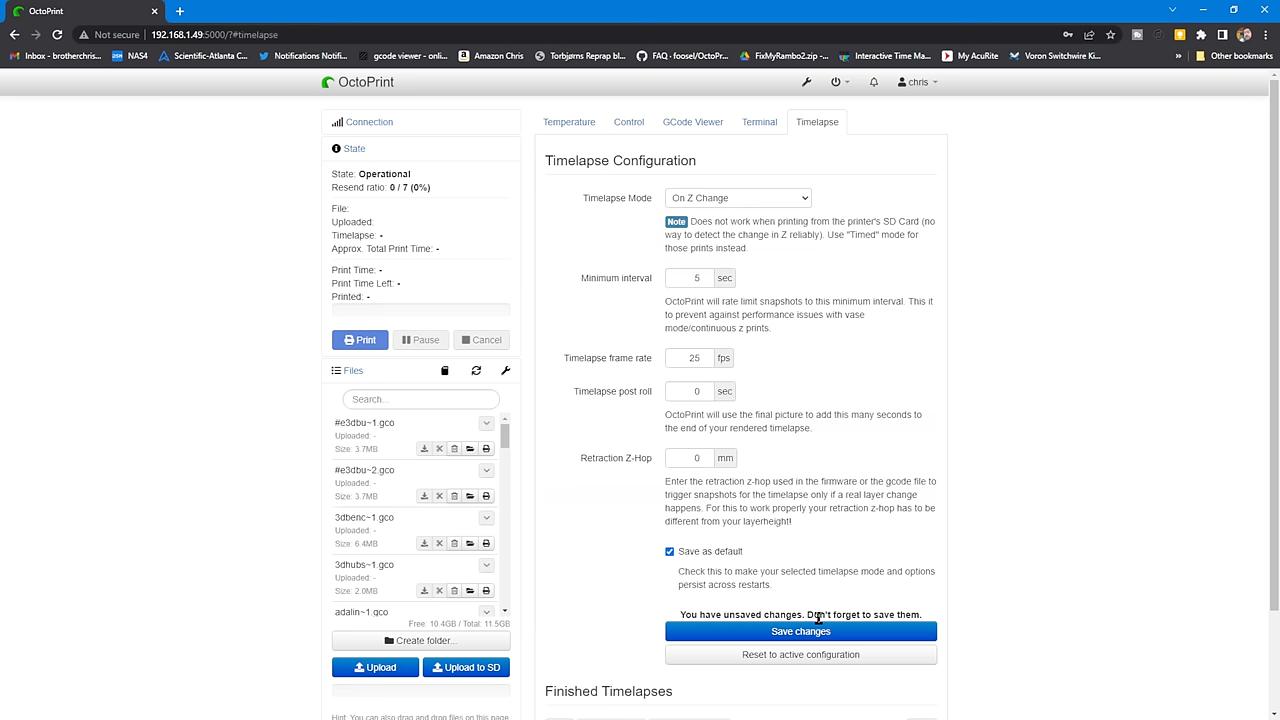 OctoPrint
Not secure
192.168.1.49:5000/?#timelapse
Inbox - brotherchris...
NAS4
Scientific-Atlanta C...
Notifications Notifi...
gcode viewer - onli...
Amazon Chris
Torbjørns Reprap bl...
FAQ · foosel/OctoPr...
FixMyRambo2.zip -...
Interactive Time Ma...
My AcuRite
Voron Switchwire Ki...
»
Other bookmarks
OctoPrint
chris
Connection
State
State: Operational
Resend ratio: 0 / 7 (0%)
File:
Uploaded:
Timelapse: -
Approx. Total Print Time: -
Print Time: -
Print Time Left: -
Printed: -
Print
Pause
Cancel
Files
Search...
#e3dbu~1.gco
Uploaded: -
Size: 3.7MB
#e3dbu~2.gco
Uploaded: -
Size: 3.7MB
3dbenc~1.gco
Uploaded: -
Size: 6.4MB
3dhubs~1.gco
Uploaded: -
Size: 2.0MB
adalin~1.gco
Free: 10.4GB / Total: 11.5GB
Create folder...
Upload
Upload to SD
Hint: You can also drag and drop files on this page
Temperature
Control
GCode Viewer
Terminal
Timelapse
Timelapse Configuration
Timelapse Mode
On Z Change
Note Does not work when printing from the printer's SD Card (no
way to detect the change in Z reliably). Use "Timed" mode for
those prints instead.
Minimum interval
5 sec
OctoPrint will rate limit snapshots to this minimum interval. This it
to prevent against performance issues with vase
mode/continuous z prints.
Timelapse frame rate
25 fps
Timelapse post roll
0 sec
OctoPrint will use the final picture to add this many seconds to
the end of your rendered timelapse.
Retraction Z-Hop
0 mm
Enter the retraction z-hop used in the firmware or the gcode file to
trigger snapshots for the timelapse only if a real layer change
happens. For this to work properly your retraction z-hop has to be
different from your layerheight!
Save as default
Check this to make your selected timelapse mode and options
persist across restarts.
You have unsaved changes. Don't forget to save them.
Save changes
Reset to active configuration
Finished Timelapses